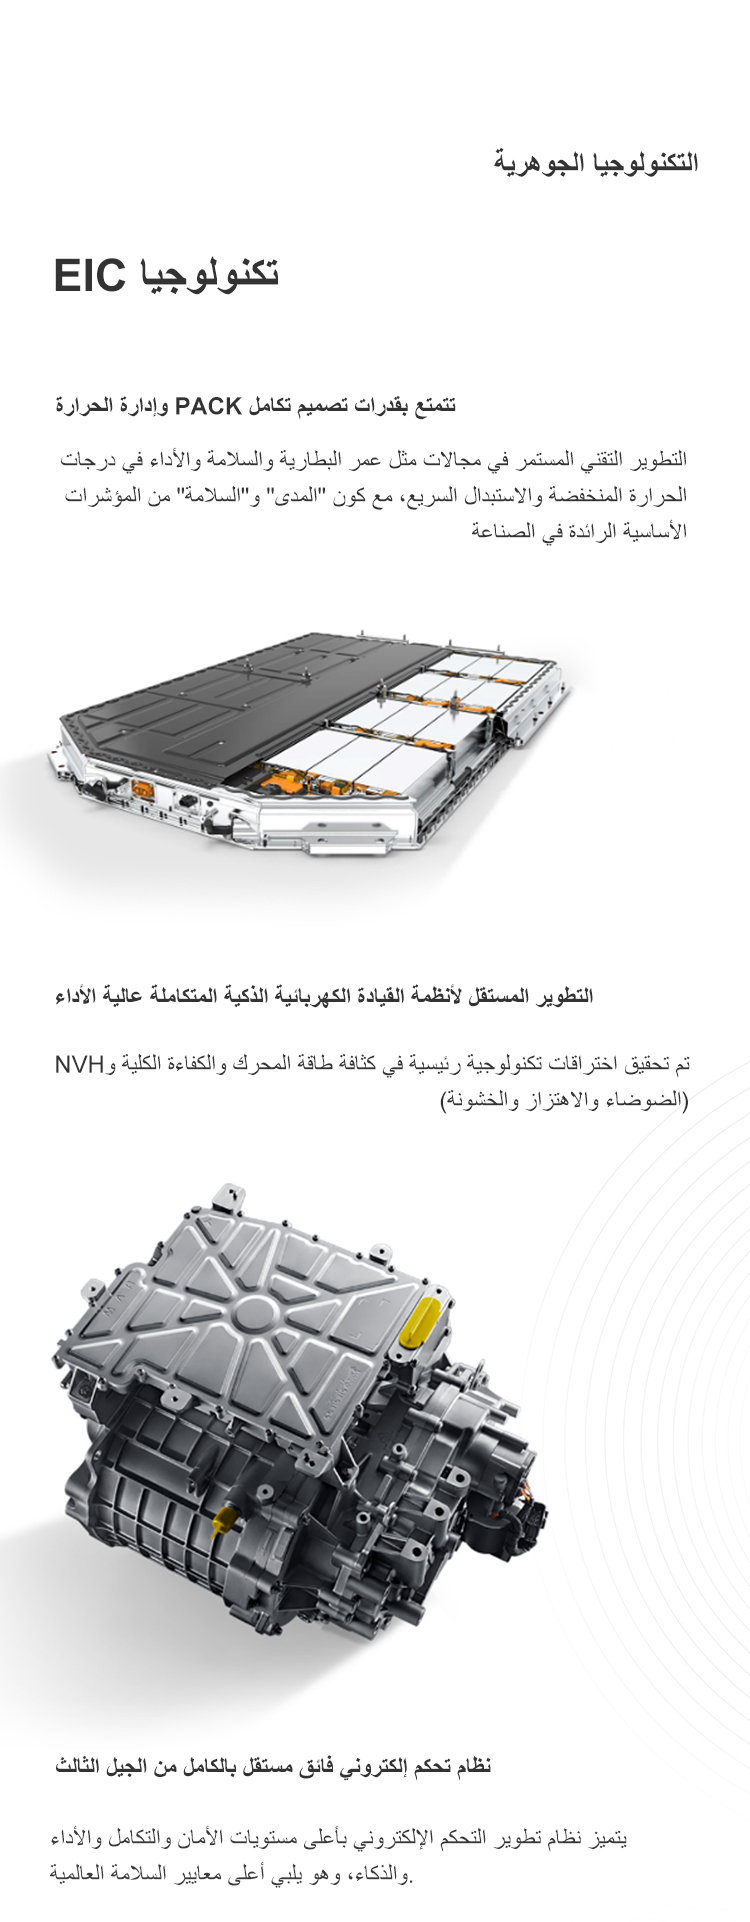 التكنولوجيا الجوهرية
تكنولوجيا EIC
تتمتع بقدرات تصميم تكامل PACK وإدارة الحرارة
التطوير التقني المستمر في مجالات مثل عمر البطارية والسلامة والأداء في درجات
الحرارة المنخفضة والاستبدال السريع، مع كون "المدى" و"السلامة" من المؤشرات
الأساسية الرائدة في الصناعة
التطوير المستقل لأنظمة القيادة الكهربائية الذكية المتكاملة عالية الأداء
تم تحقيق اختراقات تكنولوجية رئيسية في كثافة طاقة المحرك والكفاءة الكلية وNVH
(الضوضاء والاهتزاز والخشونة)
U V W
نظام تحكم إلكتروني فائق مستقل بالكامل من الجيل الثالث
يتميز نظام تطوير التحكم الإلكتروني بأعلى مستويات الأمان والتكامل والأداء
والذكاء، وهو يلبي أعلى معايير السلامة العالمية.